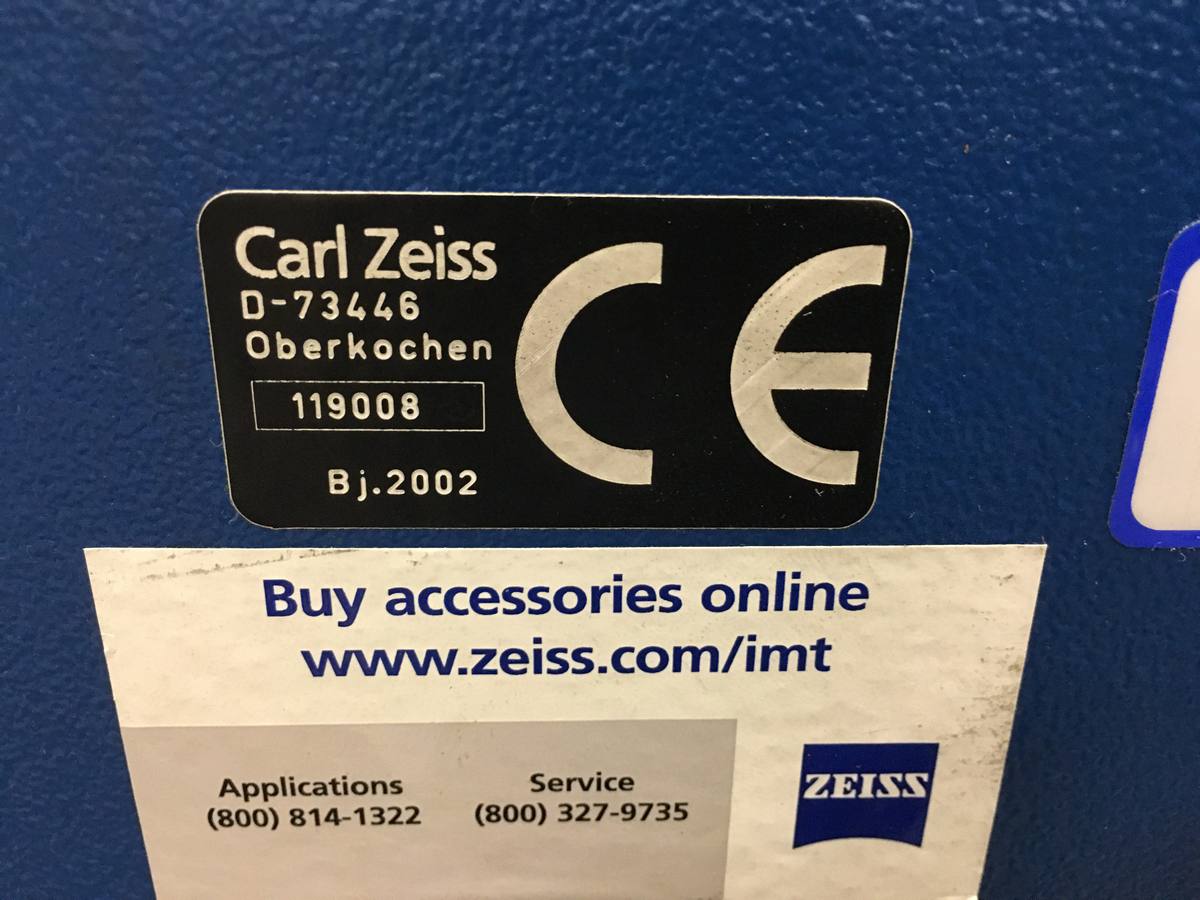 Carl Zeiss
D-73446
Oberkochen
119008
Bj.2002
CE
Buy accessories online
www.zeiss.com/imt
Applications
(800) 814-1322
Service
(800) 327-9735
ZEISS